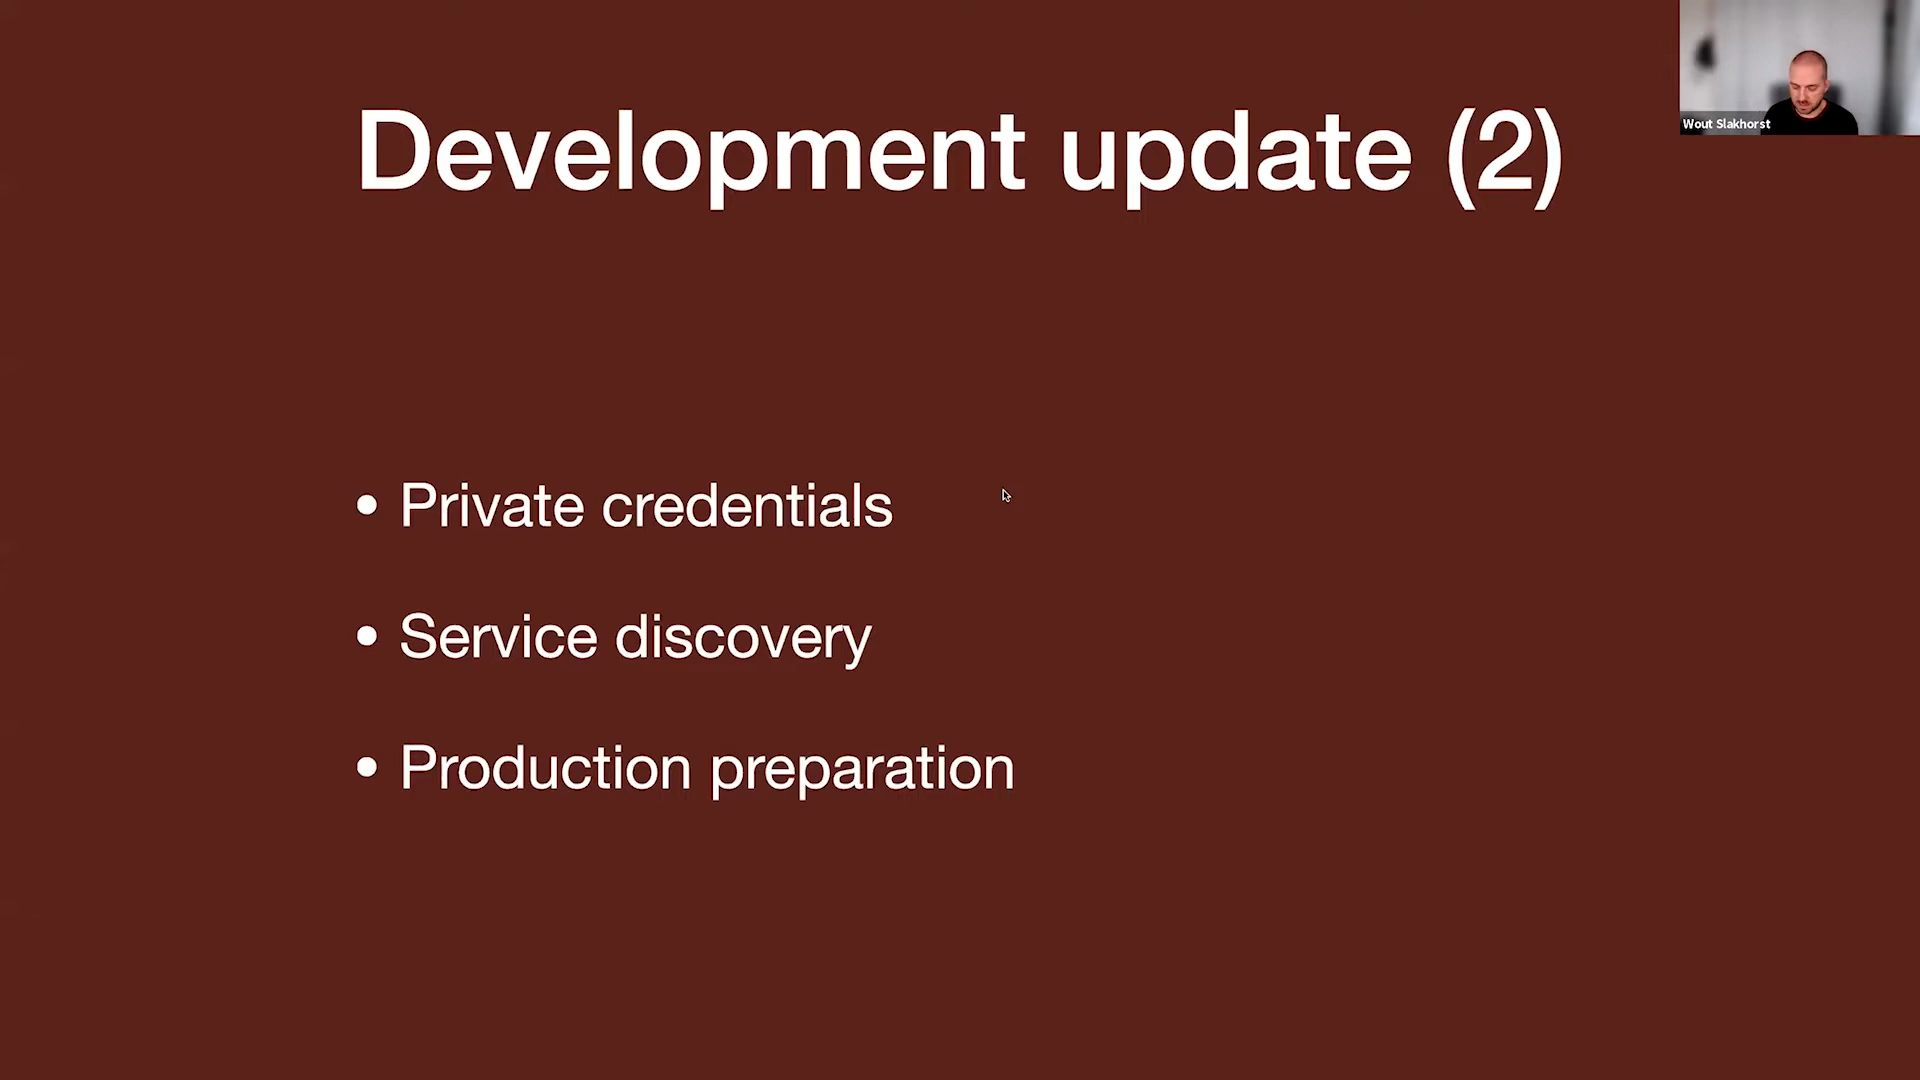 Development update (2)
Wout Slakhorst
• Private credentials
• Service discovery
• Production preparation